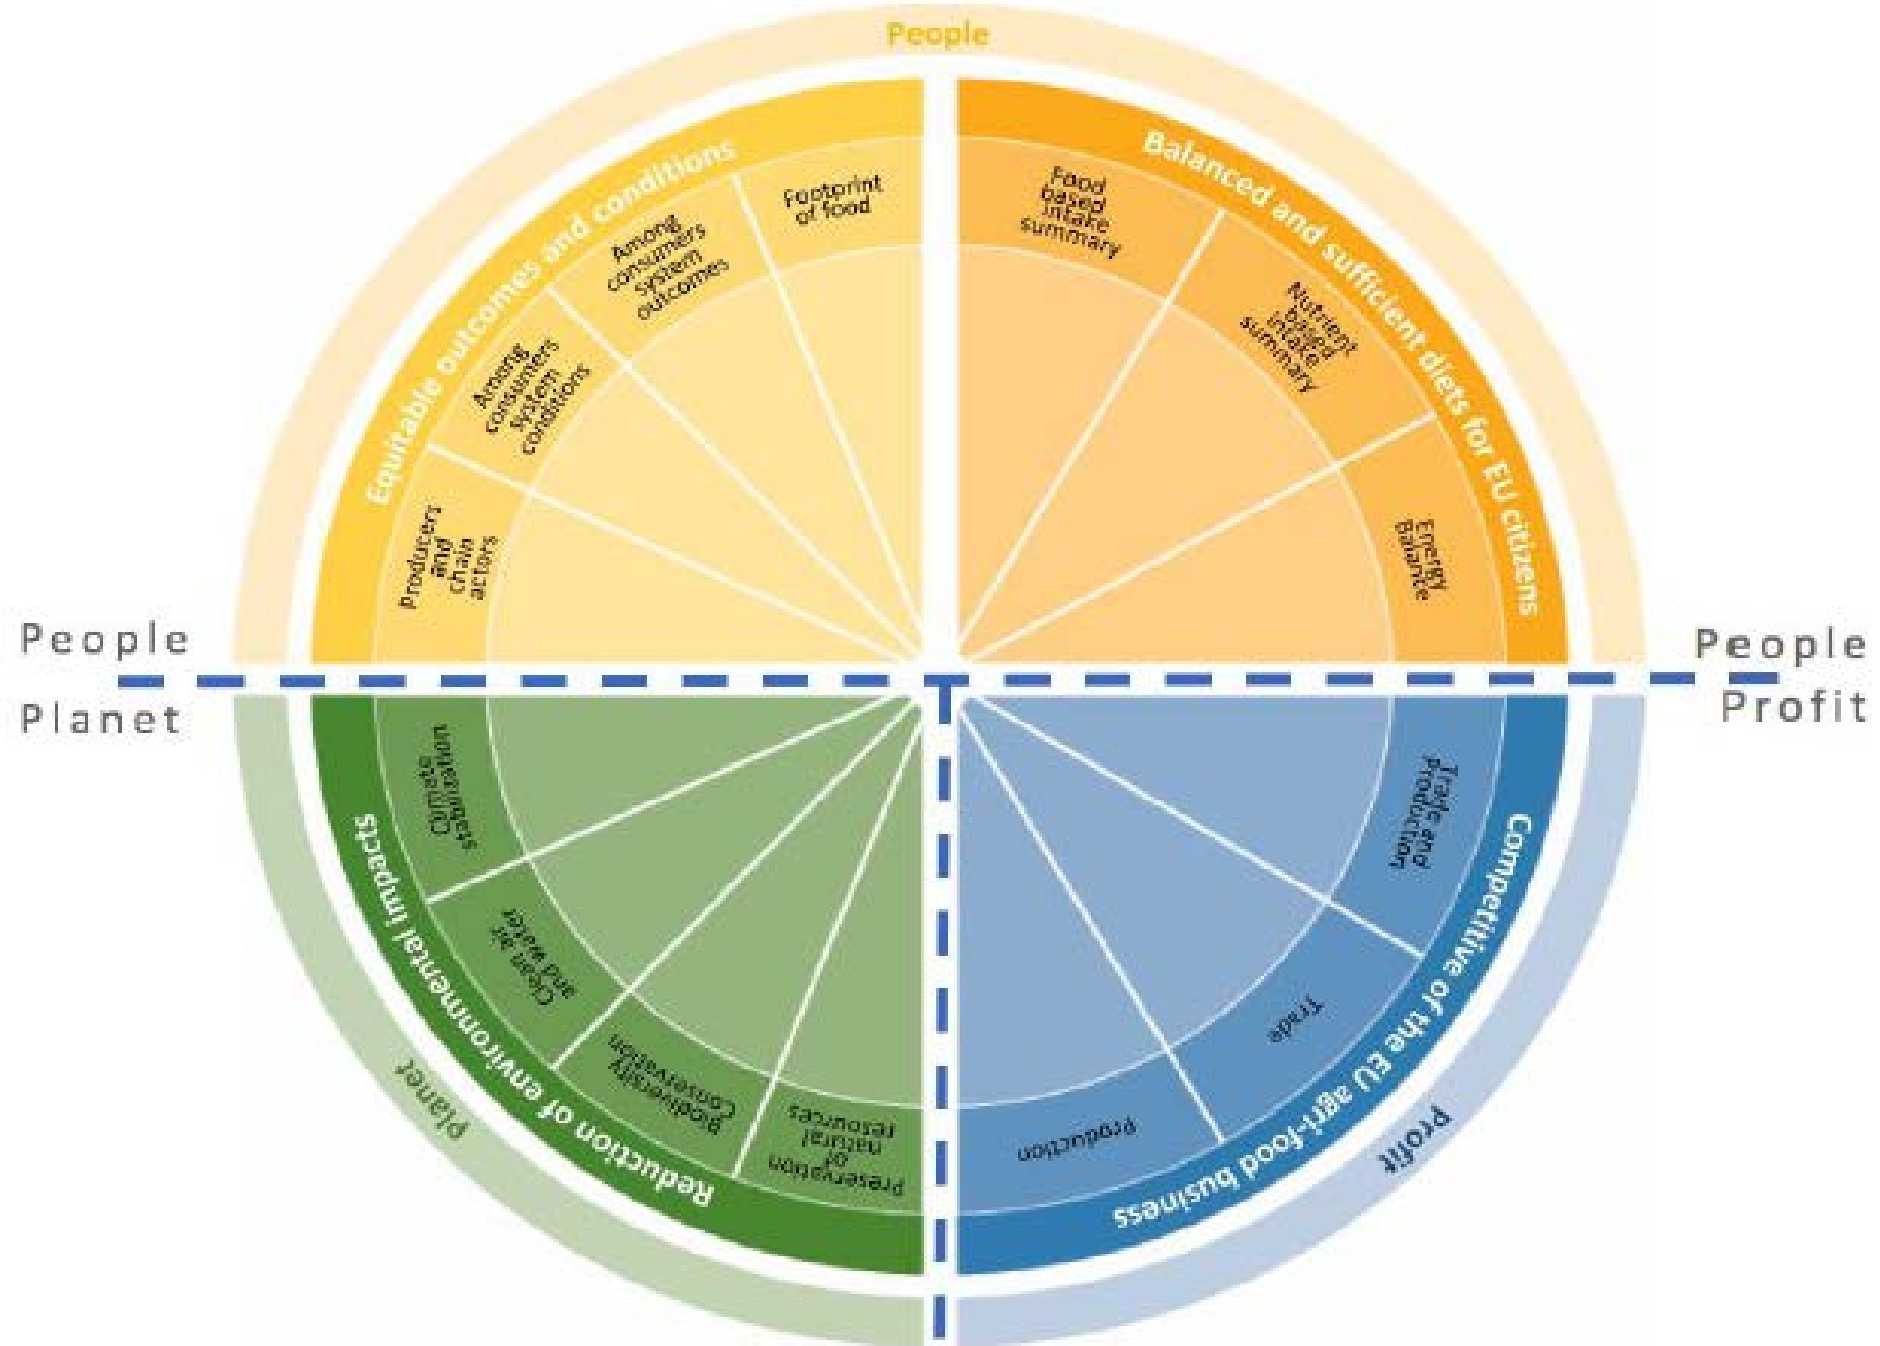 People
Equitable outcomes and conditions
Balanced and sufficient diets for EU citizens
Footprint
of food
Among
consumers
System
outcomes
Among
consumers
System
conditions
Producers
and
chain
actors
Food
based
intake
summary
Nutrient
based
intake
summary
Energy
Balance
People
Planet
People
Profit
Climate
stabilization
Clean air
and water
Biodiversity
Conservation
preservation
of
natural
resources
Reduction of environmental impacts
Planet
Trade and
Production
Trade
Production
Competitive of the EU agri-food business
Profit